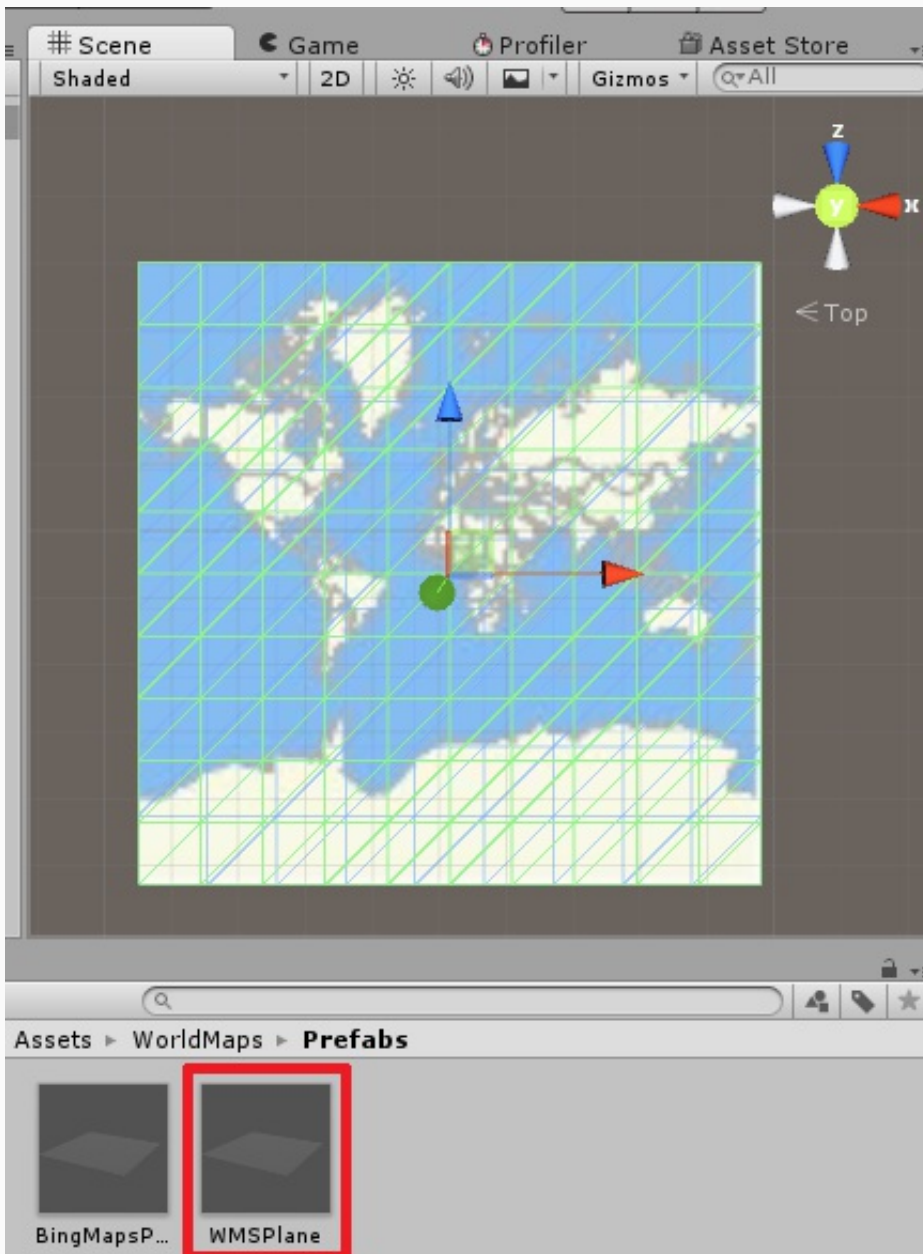 Scene Game Profiler Asset Store
Shaded 2D Gizmos All
z
y x
Top
Assets WorldMaps Prefabs
BingMapsP... WMSPlane